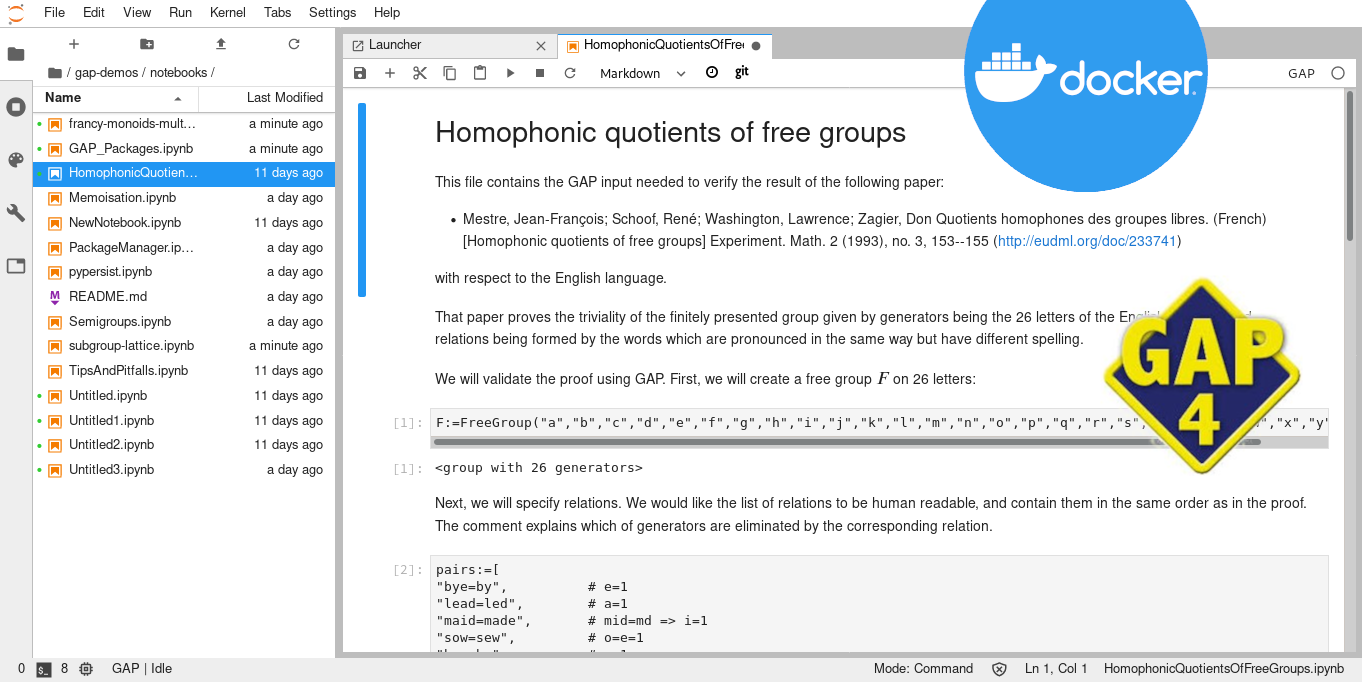 File Edit View Run Kernel Tabs Settings Help
/ gap-demos / notebooks /
Name Last Modified
francy-monoids-mult... a minute ago
GAP_Packages.ipynb a minute ago
HomophonicQuotien... 11 days ago
Memoisation.ipynb a day ago
NewNotebook.ipynb 11 days ago
PackageManager.ip... a day ago
pypersist.ipynb a day ago
M README.md a day ago
Semigroups.ipynb a day ago
subgroup-lattice.ipynb a minute ago
TipsAndPitfalls.ipynb 11 days ago
Untitled.ipynb 11 days ago
Untitled1.ipynb 11 days ago
Untitled2.ipynb 11 days ago
Untitled3.ipynb a day ago
Launcher
HomophonicQuotientsOfFree
Markdown git GAP
docker
Homophonic quotients of free groups
This file contains the GAP input needed to verify the result of the following paper:
• Mestre, Jean-François; Schoof, René; Washington, Lawrence; Zagier, Don Quotients homophones des groupes libres. (French)
[Homophonic quotients of free groups] Experiment. Math. 2 (1993), no. 3, 153--155 (http://eudml.org/doc/233741)
with respect to the English language.
That paper proves the triviality of the finitely presented group given by generators being the 26 letters of the
relations being formed by the words which are pronounced in the same way but have different spelling.
We will validate the proof using GAP. First, we will create a free group F on 26 letters:
GAP
4
[1]: F:=FreeGroup("a","b","c","d","e","f","g","h","i","j","k","l","m","n","o","p","q","r","s", ,"x","y"
[1]: <group with 26 generators>
Next, we will specify relations. We would like the list of relations to be human readable, and contain them in the same order as in the proof.
The comment explains which of generators are eliminated by the corresponding relation.
[2]: pairs:=[
"bye=by", # e=1
"lead=led", # a=1
"maid=made", # mid=md => i=1
"sow=sew", # o=e=1
0 $_ 8 GAP | Idle Mode: Command Ln 1, Col 1 HomophonicQuotientsOfFreeGroups.ipynb